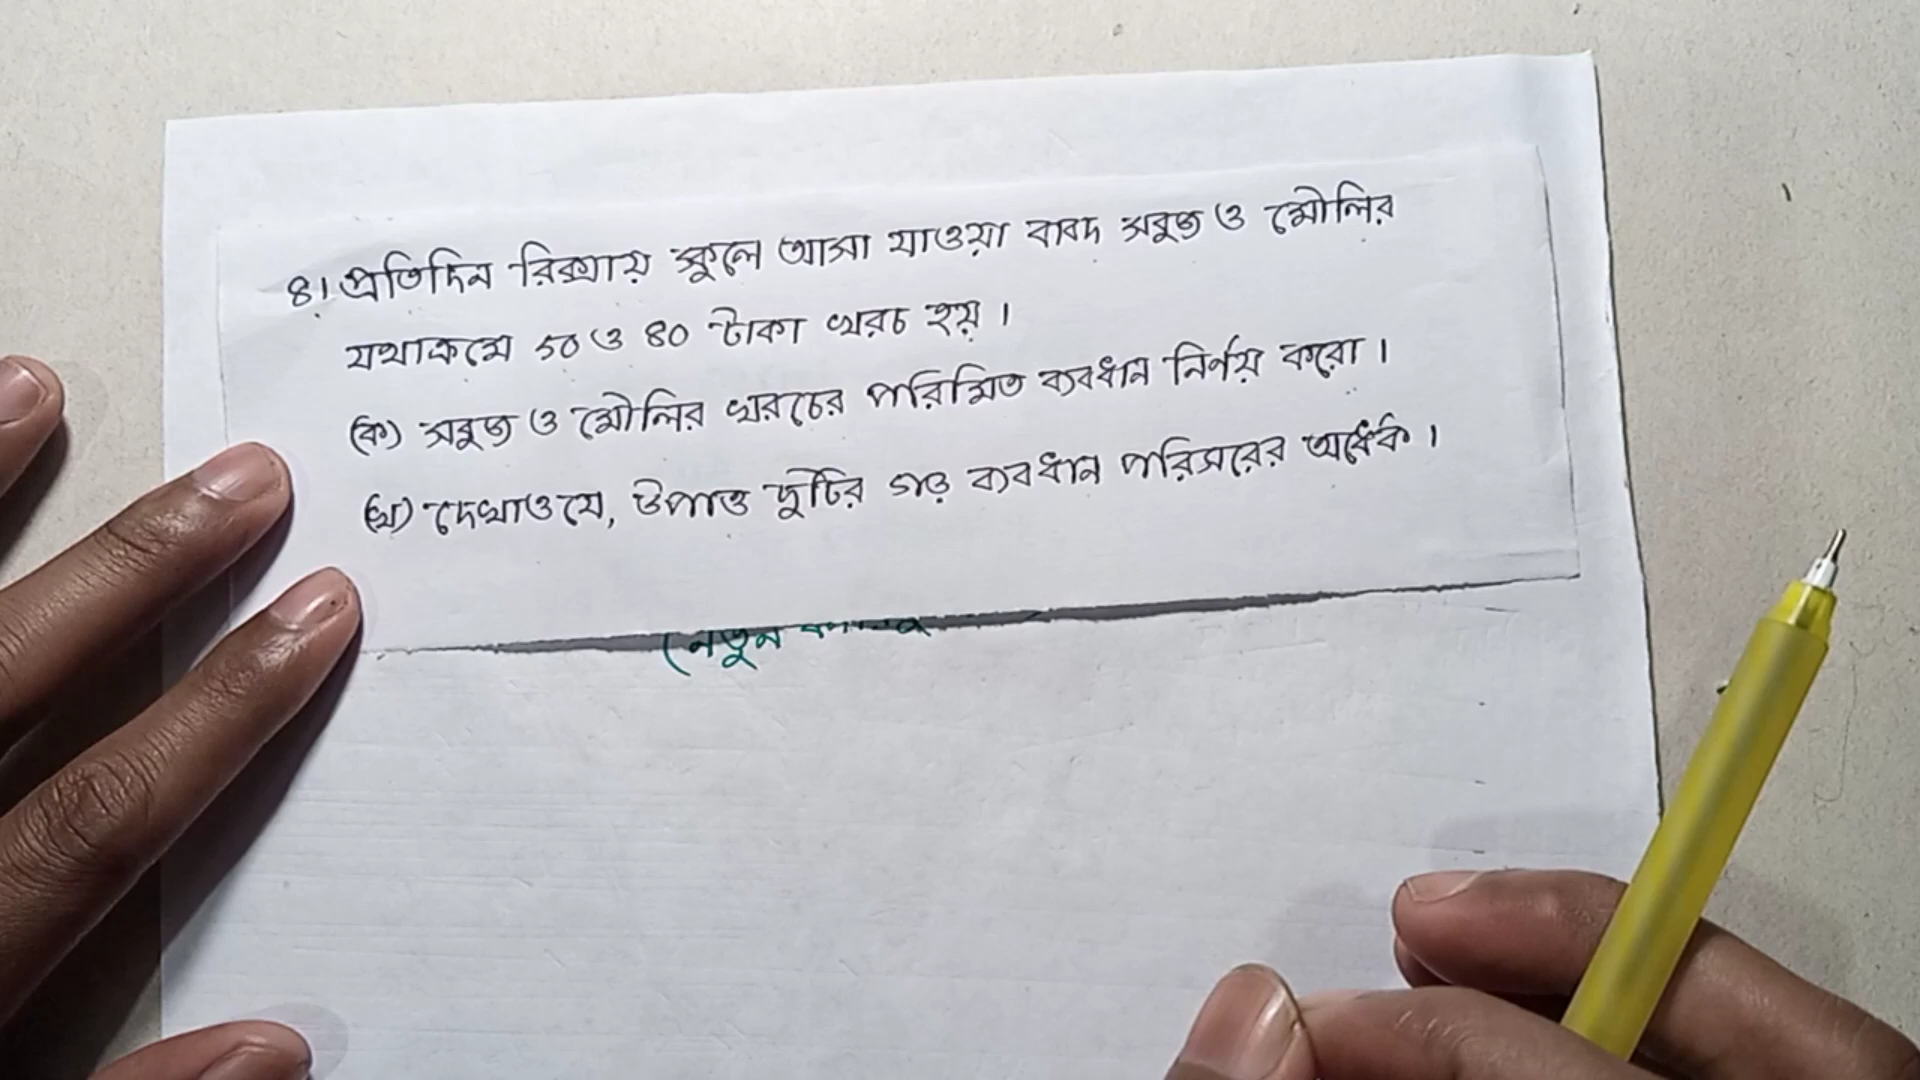 ৪। প্রতিদিন রিক্সায় স্কুলে আসা যাওয়া বাবদ সবুজ ও মৌলির
যথাক্রমে ৫০ ও ৪০ টাকা খরচ হয়।
(ক) সবুজ ও মৌলির খরচের পরিমিত ব্যবধান নির্ণয় করো।
(খ) দেখাও যে, উপাত্ত দুটির গড় ব্যবধান পরিসরের অর্ধেক।
(নতুন